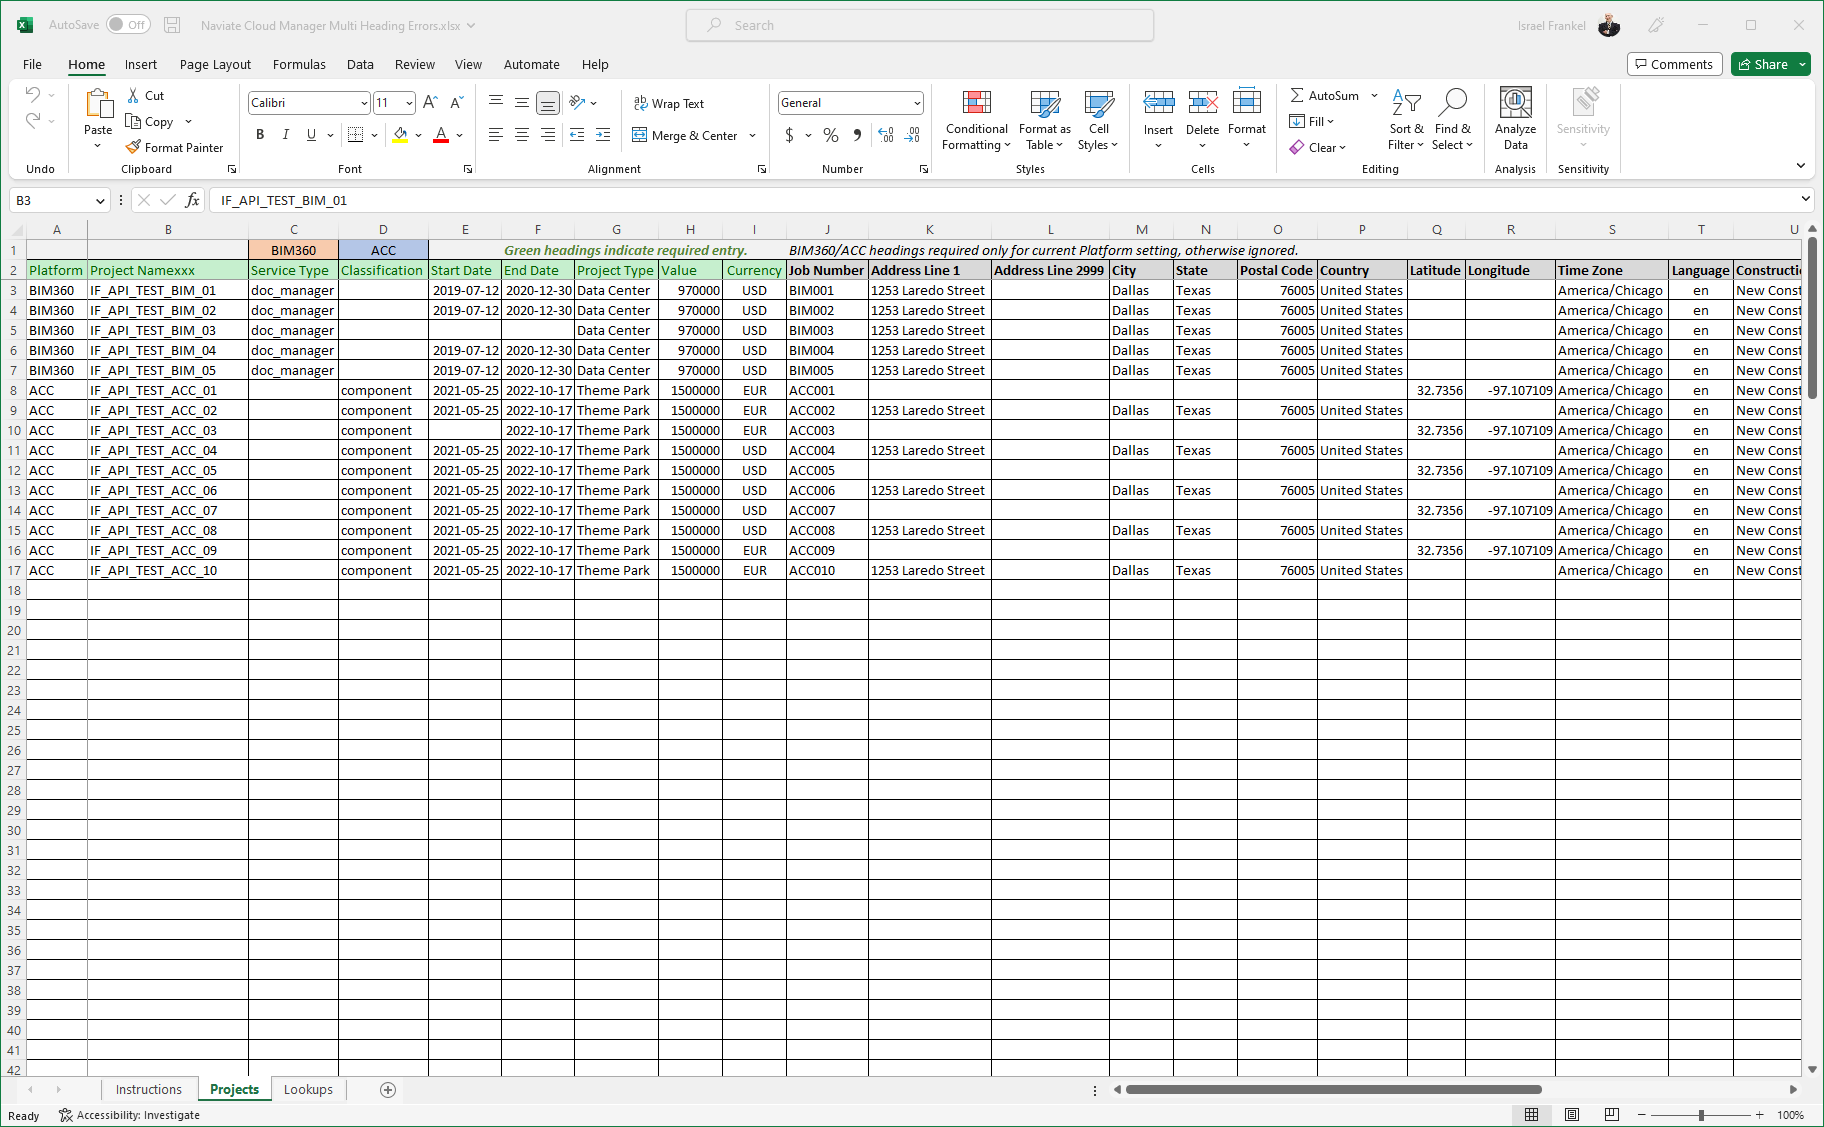 AutoSave Off Naviate Cloud Manager Multi Heading Errors.xlsx Search Israel Frankel
File Home Insert Page Layout Formulas Data Review View Automate Help Comments Share
Undo
Paste Cut Copy Format Painter Clipboard
Calibri 11 B I U A Font
Wrap Text Merge & Center Alignment
General $ % Number
Conditional Formatting Format as Table Cell Styles Styles
Insert Delete Format Cells
AutoSum Fill Clear Sort & Filter Find & Select Editing
Analyze Data Analysis
Sensitivity Sensitivity
B3 fx IF_API_TEST_BIM_01
A B C D E F G H I J K L M N O P Q R S T U
1 BIM360 ACC Green headings indicate required entry. BIM360/ACC headings required only for current Platform setting, otherwise ignored.
2 Platform Project Namexxx Service Type Classification Start Date End Date Project Type Value Currency Job Number Address Line 1 Address Line 2999 City State Postal Code Country Latitude Longitude Time Zone Language Constructi
3 BIM360 IF_API_TEST_BIM_01 doc_manager 2019-07-12 2020-12-30 Data Center 970000 USD BIM001 1253 Laredo Street Dallas Texas 76005 United States America/Chicago en New Const
4 BIM360 IF_API_TEST_BIM_02 doc_manager 2019-07-12 2020-12-30 Data Center 970000 USD BIM002 1253 Laredo Street Dallas Texas 76005 United States America/Chicago en New Const
5 BIM360 IF_API_TEST_BIM_03 doc_manager Data Center 970000 USD BIM003 1253 Laredo Street Dallas Texas 76005 United States America/Chicago en New Const
6 BIM360 IF_API_TEST_BIM_04 doc_manager 2019-07-12 2020-12-30 Data Center 970000 USD BIM004 1253 Laredo Street Dallas Texas 76005 United States America/Chicago en New Const
7 BIM360 IF_API_TEST_BIM_05 doc_manager 2019-07-12 2020-12-30 Data Center 970000 USD BIM005 1253 Laredo Street Dallas Texas 76005 United States America/Chicago en New Const
8 ACC IF_API_TEST_ACC_01 component 2021-05-25 2022-10-17 Theme Park 1500000 EUR ACC001 32.7356 -97.107109 America/Chicago en New Const
9 ACC IF_API_TEST_ACC_02 component 2021-05-25 2022-10-17 Theme Park 1500000 EUR ACC002 1253 Laredo Street Dallas Texas 76005 United States America/Chicago en New Const
10 ACC IF_API_TEST_ACC_03 component 2022-10-17 Theme Park 1500000 EUR ACC003 32.7356 -97.107109 America/Chicago en New Const
11 ACC IF_API_TEST_ACC_04 component 2021-05-25 2022-10-17 Theme Park 1500000 USD ACC004 1253 Laredo Street Dallas Texas 76005 United States America/Chicago en New Const
12 ACC IF_API_TEST_ACC_05 component 2021-05-25 2022-10-17 Theme Park 1500000 USD ACC005 32.7356 -97.107109 America/Chicago en New Const
13 ACC IF_API_TEST_ACC_06 component 2021-05-25 2022-10-17 Theme Park 1500000 USD ACC006 1253 Laredo Street Dallas Texas 76005 United States America/Chicago en New Const
14 ACC IF_API_TEST_ACC_07 component 2021-05-25 2022-10-17 Theme Park 1500000 USD ACC007 32.7356 -97.107109 America/Chicago en New Const
15 ACC IF_API_TEST_ACC_08 component 2021-05-25 2022-10-17 Theme Park 1500000 USD ACC008 1253 Laredo Street Dallas Texas 76005 United States America/Chicago en New Const
16 ACC IF_API_TEST_ACC_09 component 2021-05-25 2022-10-17 Theme Park 1500000 EUR ACC009 32.7356 -97.107109 America/Chicago en New Const
17 ACC IF_API_TEST_ACC_10 component 2021-05-25 2022-10-17 Theme Park 1500000 EUR ACC010 1253 Laredo Street Dallas Texas 76005 United States America/Chicago en New Const
18
19
20
21
22
23
24
25
26
27
28
29
30
31
32
33
34
35
36
37
38
39
40
41
42
Instructions Projects Lookups
Ready Accessibility: Investigate 100%